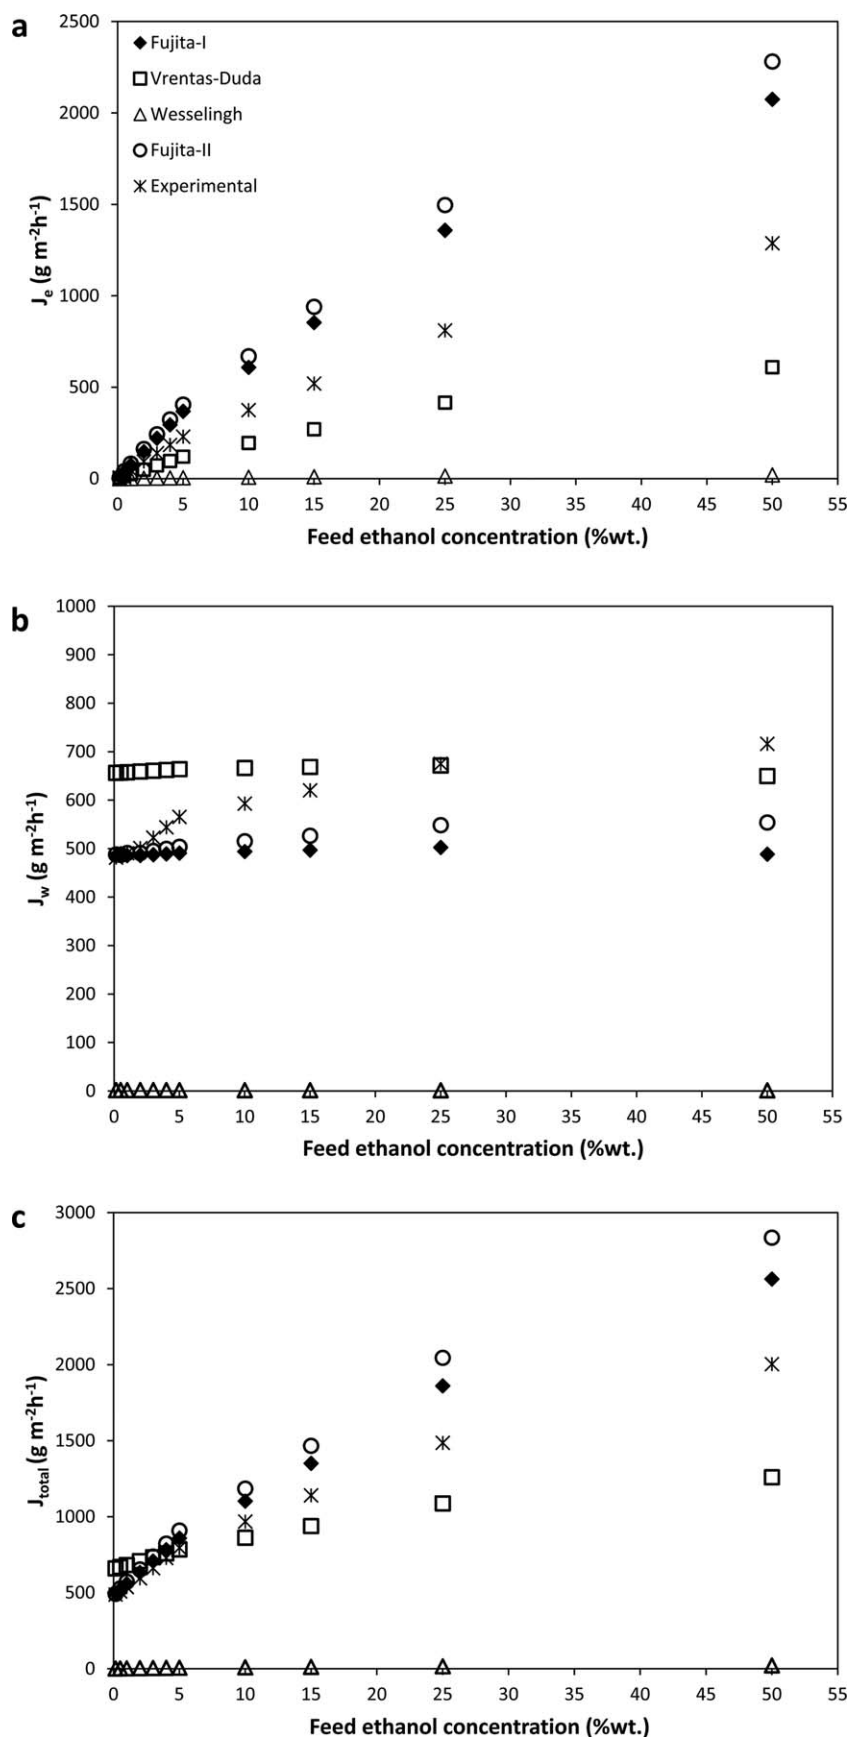 a
2500
2000
1500
1000
500
0
Jₑ (g m⁻²h⁻¹)
Fujita-I
Vrentas-Duda
Wesselingh
Fujita-II
Experimental
0 5 10 15 20 25 30 35 40 45 50 55
Feed ethanol concentration (%wt.)
b
1000
900
800
700
600
500
400
300
200
100
0
J_w (g m⁻²h⁻¹)
0 5 10 15 20 25 30 35 40 45 50 55
Feed ethanol concentration (%wt.)
c
3000
2500
2000
1500
1000
500
0
J_total (g m⁻²h⁻¹)
0 5 10 15 20 25 30 35 40 45 50 55
Feed ethanol concentration (%wt.)